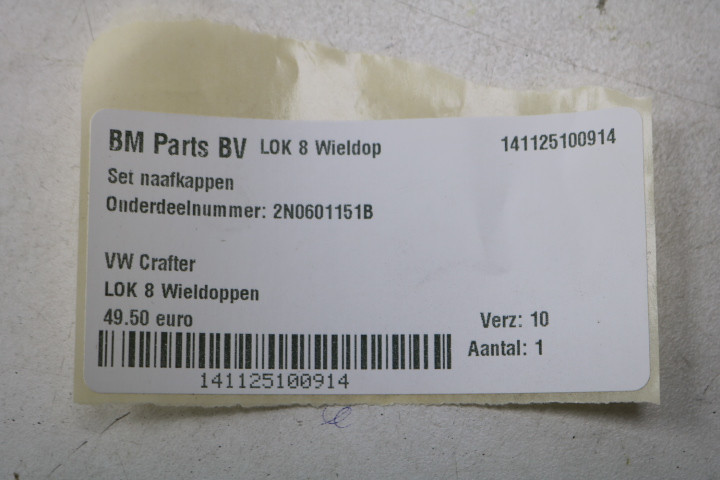 BM Parts BV LOK 8 Wieldop 141125100914
Set naafkappen
Onderdeelnummer: 2N0601151B
VW Crafter
LOK 8 Wieldoppen
49.50 euro Verz: 10
Aantal: 1
141125100914